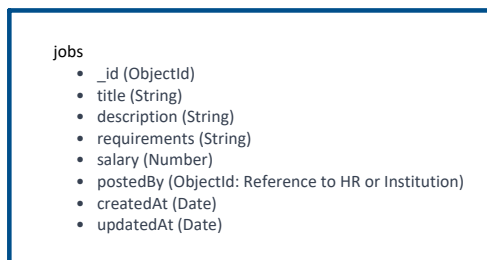 jobs
• _id (ObjectId)
• title (String)
• description (String)
• requirements (String)
• salary (Number)
• postedBy (ObjectId: Reference to HR or Institution)
• createdAt (Date)
• updatedAt (Date)